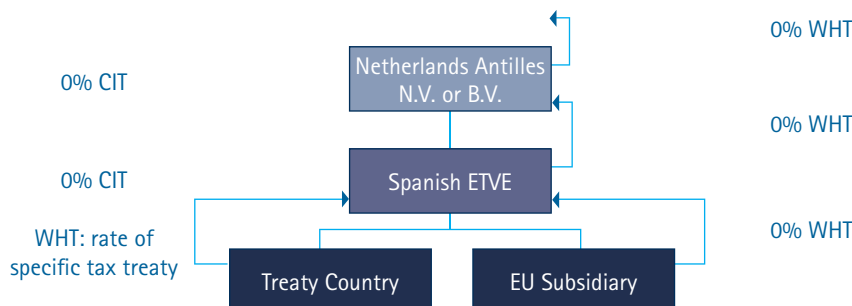 0% WHT
Netherlands Antilles
N.V. or B.V.
0% CIT
0% WHT
Spanish ETVE
0% CIT
0% WHT
WHT: rate of
specific tax treaty
Treaty Country
EU Subsidiary